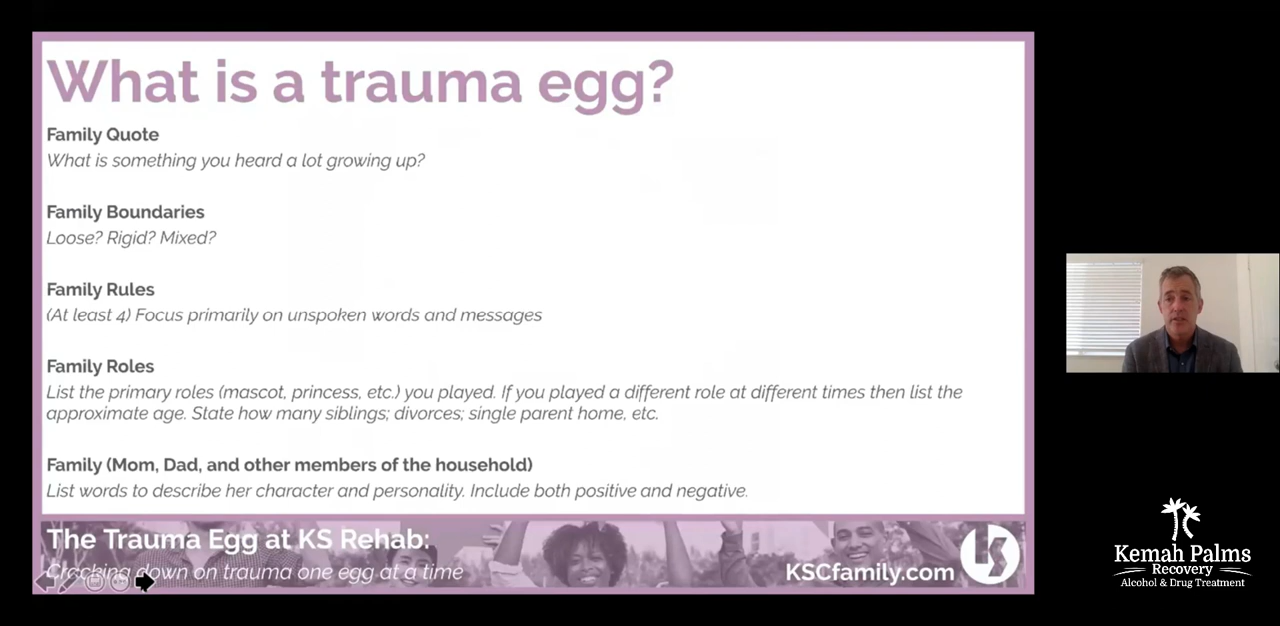 What is a trauma egg?
Family Quote
What is something you heard a lot growing up?
Family Boundaries
Loose? Rigid? Mixed?
Family Rules
(At least 4) Focus primarily on unspoken words and messages
Family Roles
List the primary roles (mascot, princess, etc.) you played. If you played a different role at different times then list the
approximate age. State how many siblings; divorces; single parent home, etc.
Family (Mom, Dad, and other members of the household)
List words to describe her character and personality. Include both positive and negative.
The Trauma Egg at KS Rehab:
Cracking down on trauma one egg at a time
KSCfamily.com
KS
Kemah Palms
Recovery
Alcohol & Drug Treatment